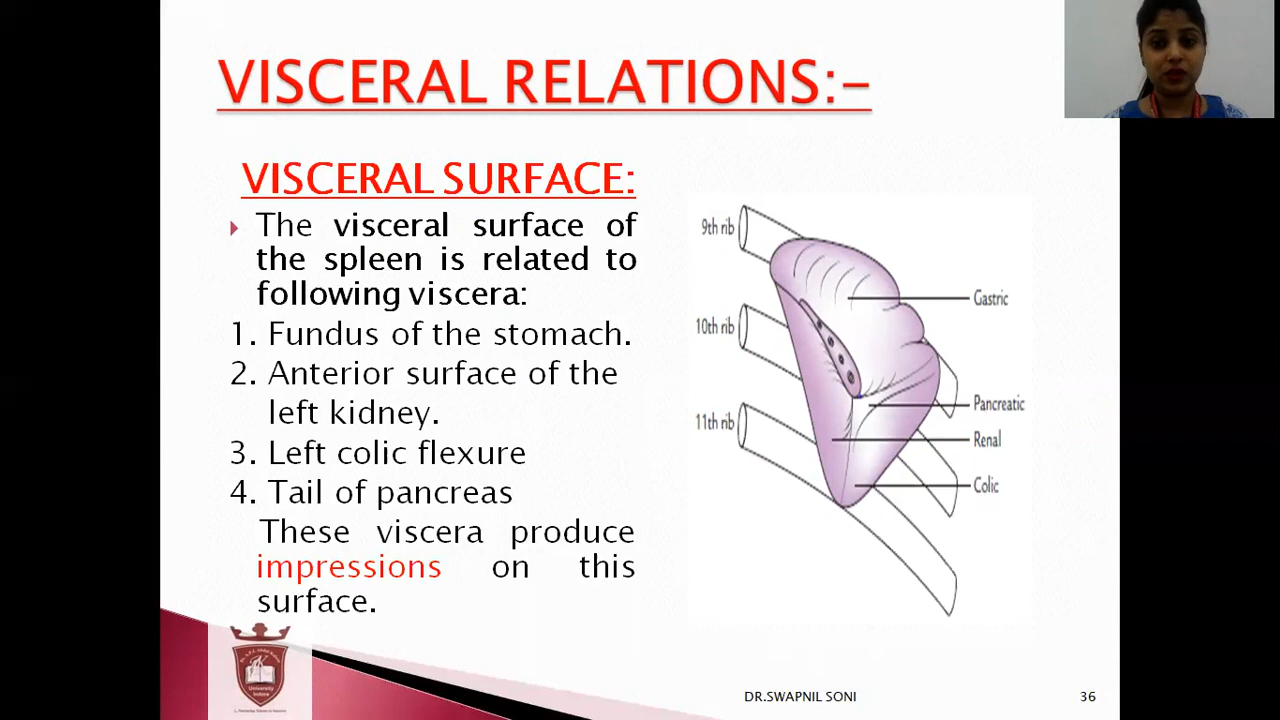 VISCERAL RELATIONS:-
VISCERAL SURFACE:
The visceral surface of
the spleen is related to
following viscera:
1. Fundus of the stomach.
2. Anterior surface of the
left kidney.
3. Left colic flexure
4. Tail of pancreas
These viscera produce
impressions on this
surface.
9th rib
10th rib
11th rib
Gastric
Pancreatic
Renal
Colic
University
Indore
DR.SWAPNIL SONI
36